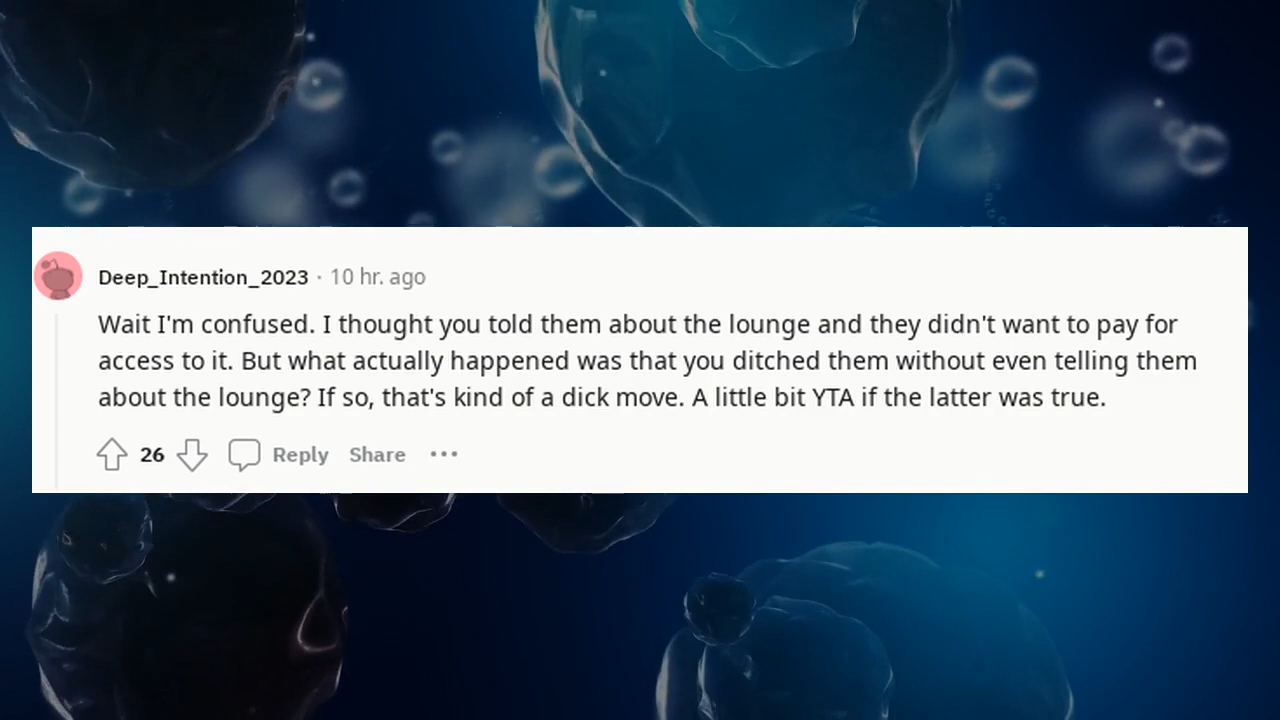 Deep_Intention_2023 · 10 hr. ago
Wait I'm confused. I thought you told them about the lounge and they didn't want to pay for
access to it. But what actually happened was that you ditched them without even telling them
about the lounge? If so, that's kind of a dick move. A little bit YTA if the latter was true.
26 Reply Share •••